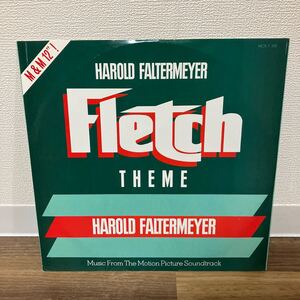 M & M 12"!
HAROLD FALTERMEYER
Fletch
THEME
HAROLD FALTERMEYER
Music From The Motion Picture Soundtrack